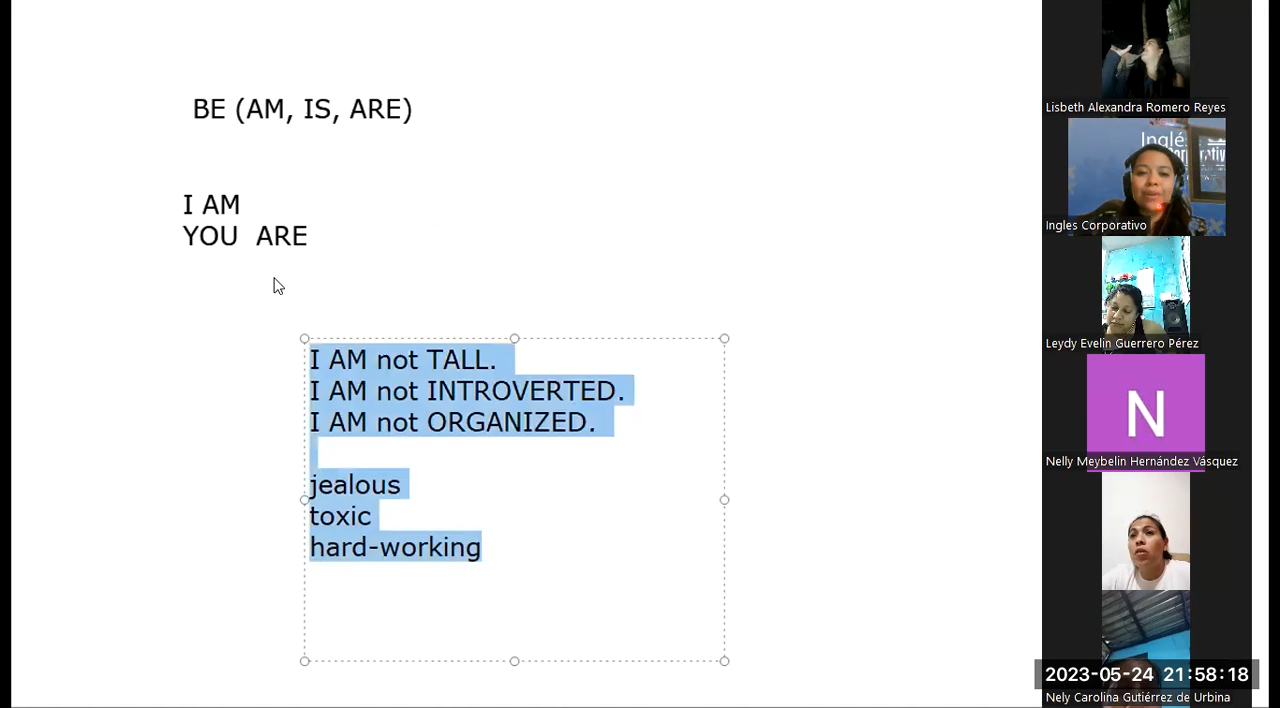 BE (AM, IS, ARE)
I AM
YOU ARE
I AM not TALL.
I AM not INTROVERTED.
I AM not ORGANIZED.
jealous
toxic
hard-working
Lisbeth Alexandra Romero Reyes
Inglés
Ingles Corporativo
Leydy Evelin Guerrero Pérez
N
Nelly Meybelin Hernández Vásquez
2023-05-24 21:58:18
Nely Carolina Gutiérrez de Urbina